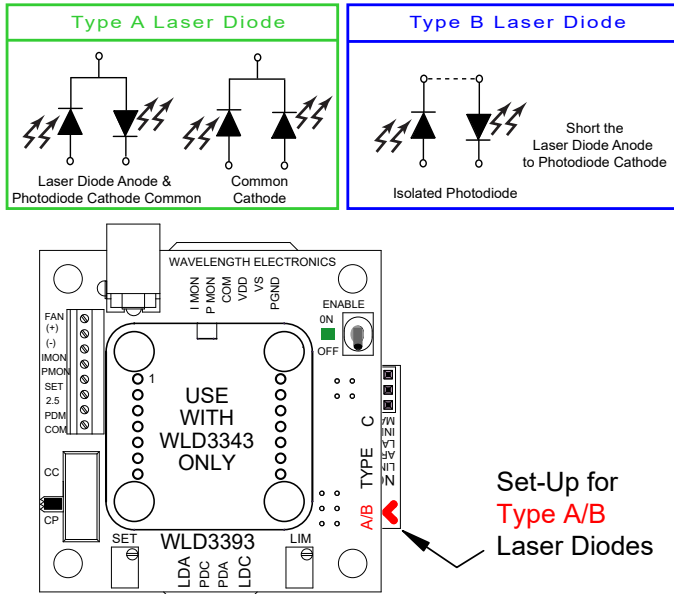 Type A Laser Diode
Laser Diode Anode &
Photodiode Cathode Common
Common
Cathode
Type B Laser Diode
Short the
Laser Diode Anode
to Photodiode Cathode
Isolated Photodiode
WAVELENGTH ELECTRONICS
I MON
P MON
COM
VDD
VS
PGND
ENABLE
ON
OFF
FAN
(+)
(-)
IMON
PMON
SET
2.5
PDM
COM
1
USE
WITH
WLD3343
ONLY
CC
CP
A/B
TYPE
C
SET
WLD3393
LIM
LDA
PDC
PDA
LDC
Set-Up for
Type A/B
Laser Diodes